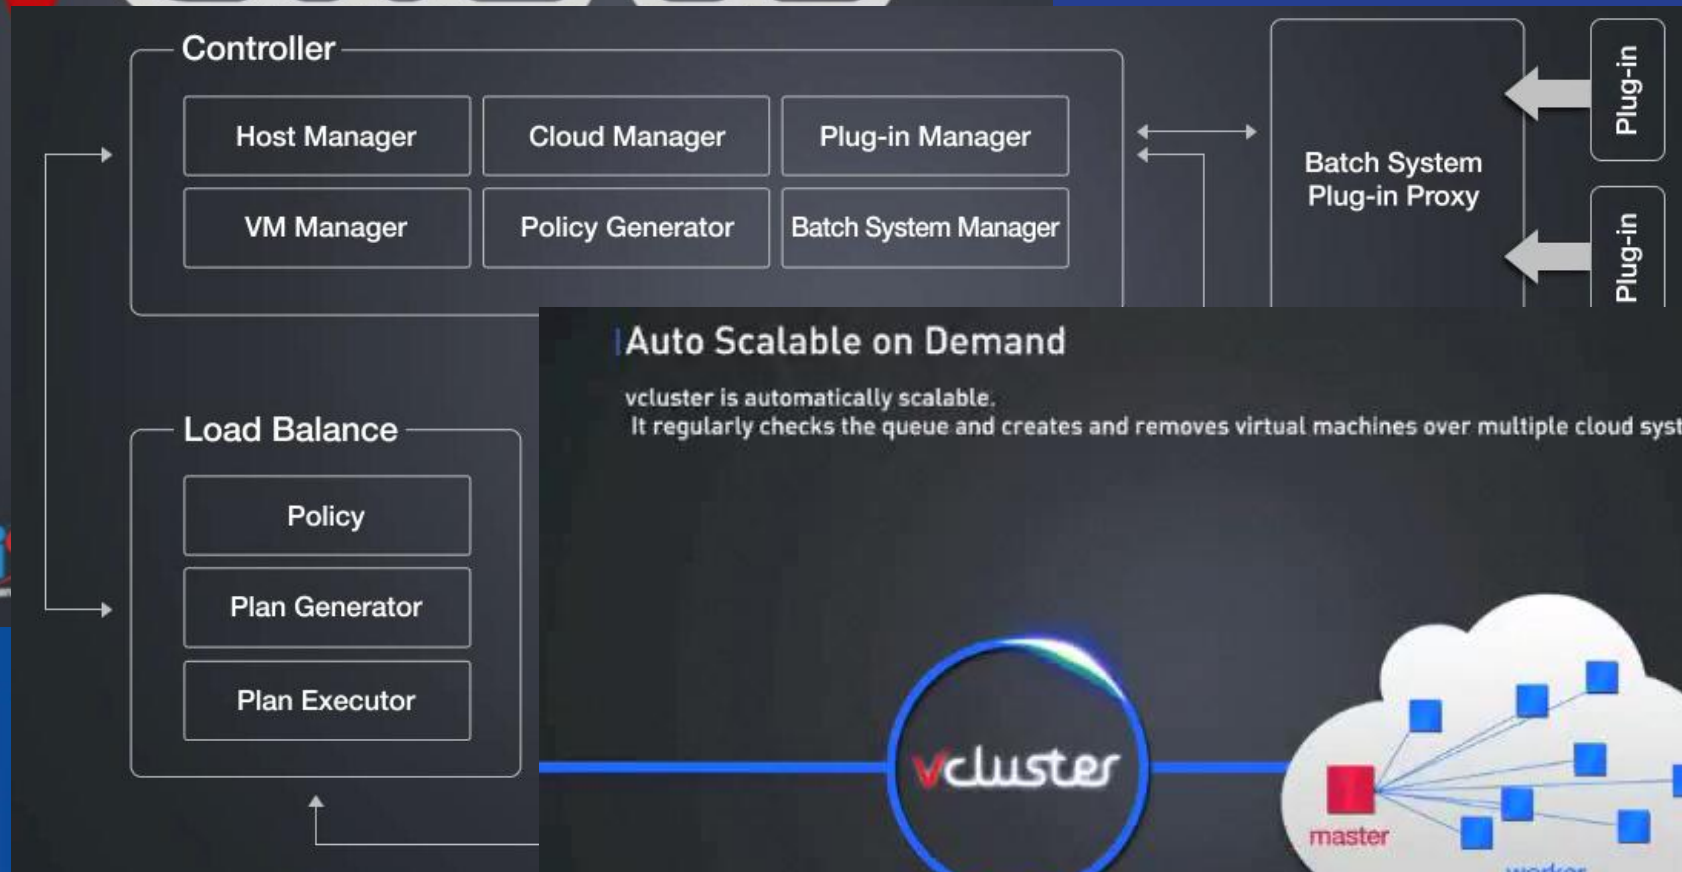 Controller
Host Manager
Cloud Manager
Plug-in Manager
VM Manager
Policy Generator
Batch System Manager
Batch System
Plug-in Proxy
Plug-in
Plug-in
Load Balance
Policy
Plan Generator
Plan Executor
Auto Scalable on Demand
vcluster is automatically scalable.
It regularly checks the queue and creates and removes virtual machines over multiple cloud syst
vcluster
master
worker